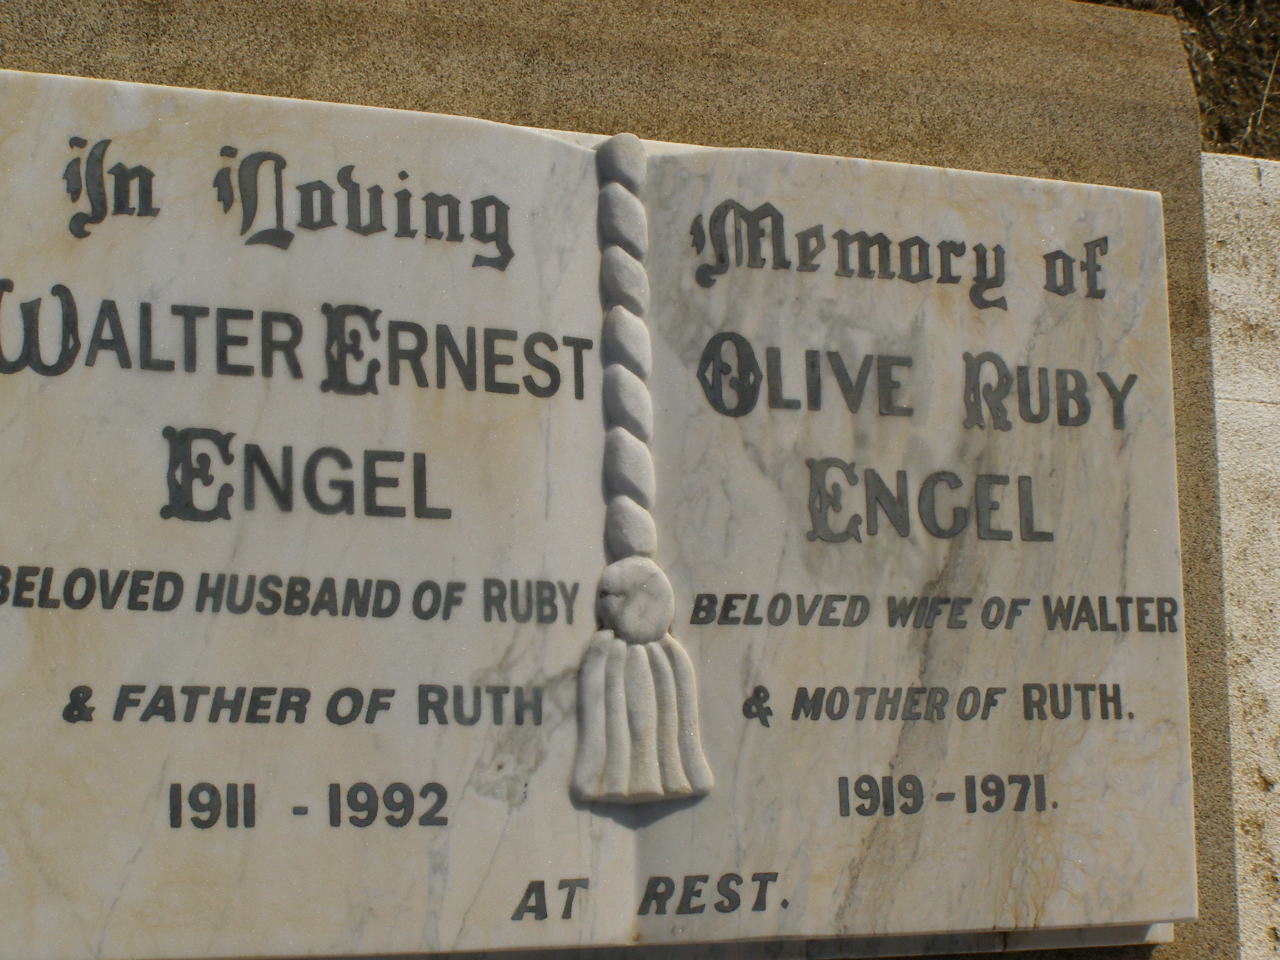 In Loving
WALTER ERNEST
ENGEL
BELOVED HUSBAND OF RUBY
& FATHER OF RUTH
1911 - 1992
Memory of
OLIVE RUBY
ENGEL
BELOVED WIFE OF WALTER
& MOTHER OF RUTH.
1919 - 1971.
AT REST.